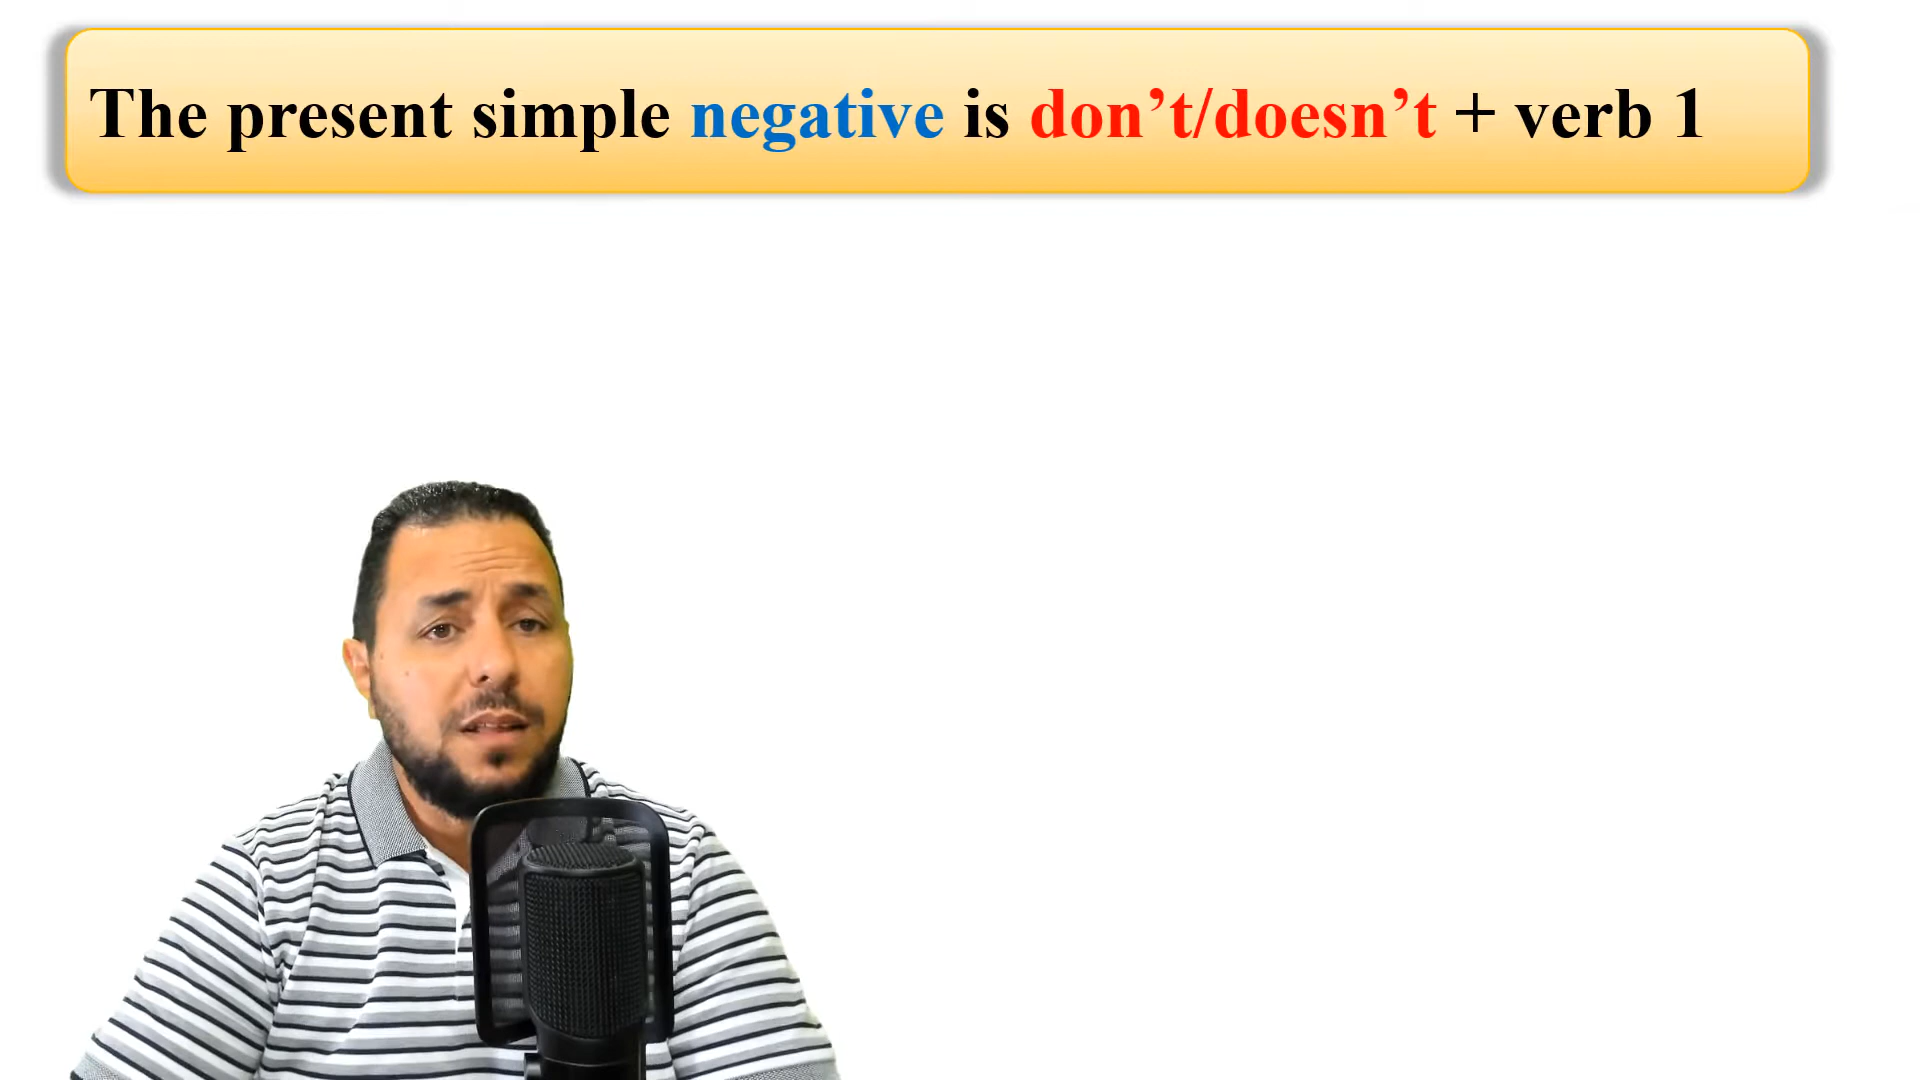 The present simple negative is don’t/doesn’t + verb 1